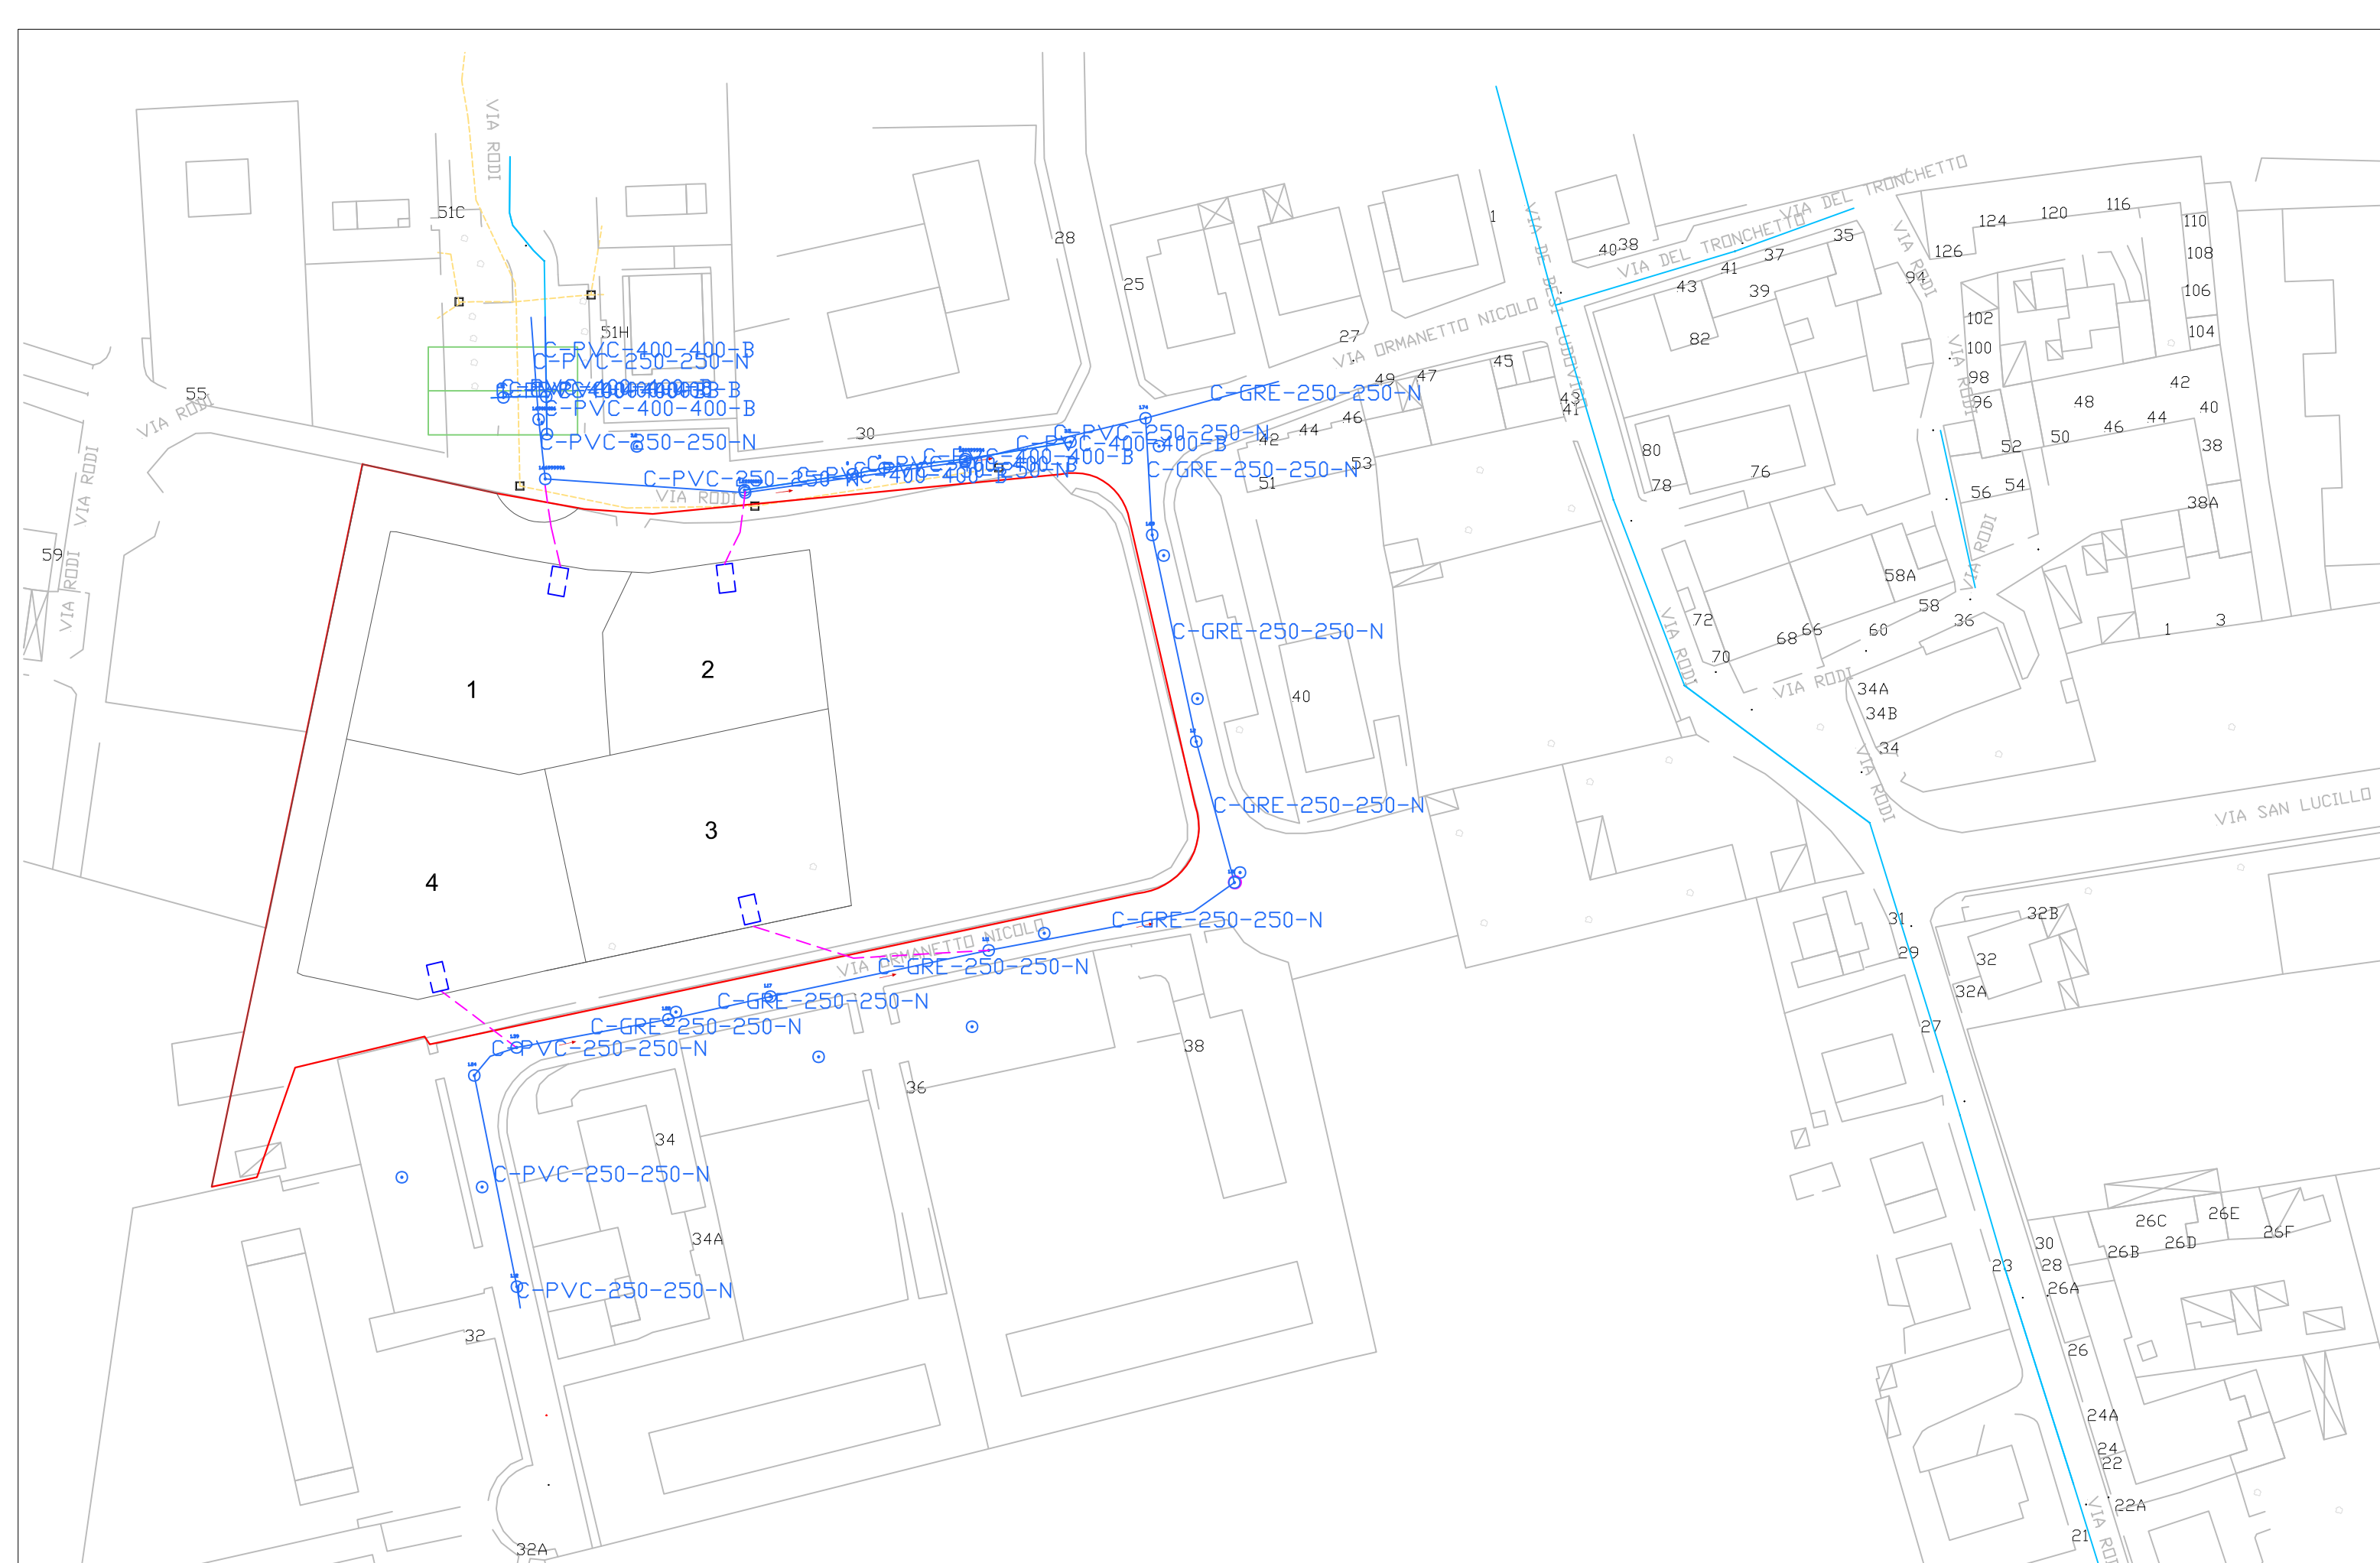 VIA RODI
51C
28
1
VIA DE BESI LUDOVICO
40
38
VIA DEL TRONCHETTO
VIA DEL TRONCHETTO
35
37
41
39
43
82
VIA RODI
94
126
124
120
116
110
108
106
104
102
100
98
96
VIA RODI
25
27
VIA ORMANETTO NICOLO
51H
C-PVC-400-400-B
C-PVC-250-250-N
C-PVC-400-400-B
C-PVC-250-250-N
55
VIA RODI
30
C-GRE-250-250-N
49
47
45
43
41
46
44
42
53
51
C-PVC-250-250-N
C-PVC-400-400-B
C-GRE-250-250-N
C-PVC-400-400-B
C-PVC-250-250-N
VIA RODI
VIA RODI
VIA RODI
VIA RODI
59
80
78
76
42
48
40
44
46
50
52
38
54
56
38A
VIA RODI
58A
58
36
60
66
68
72
70
VIA RODI
VIA RODI
1
3
C-GRE-250-250-N
40
1
2
3
4
34A
34B
34
VIA RODI
VIA SAN LUCILLO
C-GRE-250-250-N
C-GRE-250-250-N
VIA ORMANETTO NICOLO
C-GRE-250-250-N
C-GRE-250-250-N
C-GRE-250-250-N
C-PVC-250-250-N
31
29
32B
32
32A
27
38
36
34
C-PVC-250-250-N
34A
C-PVC-250-250-N
32
26C
26E
26F
26D
26B
30
28
26A
23
26
24A
24
22
22A
21
VIA ROD
32A